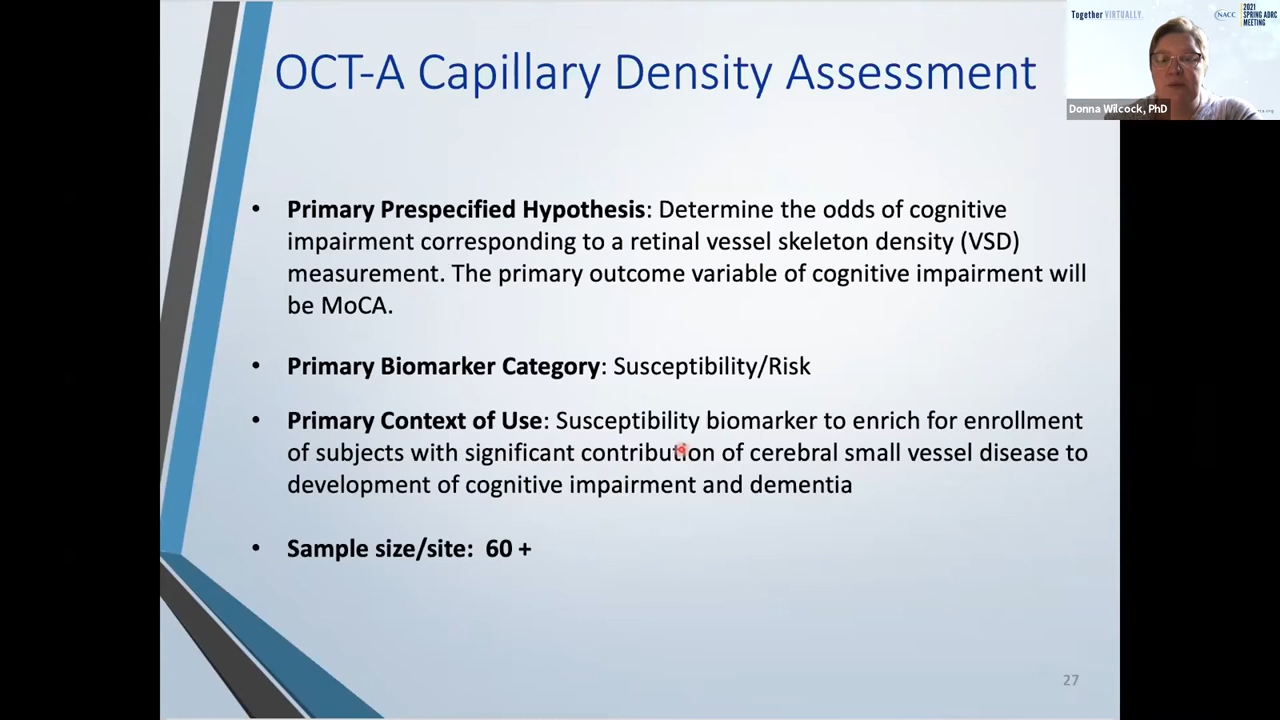 OCT-A Capillary Density Assessment
Together VIRTUALLY.
NACC
2021
SPRING ADRC
MEETING
Donna Wilcock, PhD
• Primary Prespecified Hypothesis: Determine the odds of cognitive
impairment corresponding to a retinal vessel skeleton density (VSD)
measurement. The primary outcome variable of cognitive impairment will
be MoCA.
• Primary Biomarker Category: Susceptibility/Risk
• Primary Context of Use: Susceptibility biomarker to enrich for enrollment
of subjects with significant contribution of cerebral small vessel disease to
development of cognitive impairment and dementia
• Sample size/site: 60 +
27